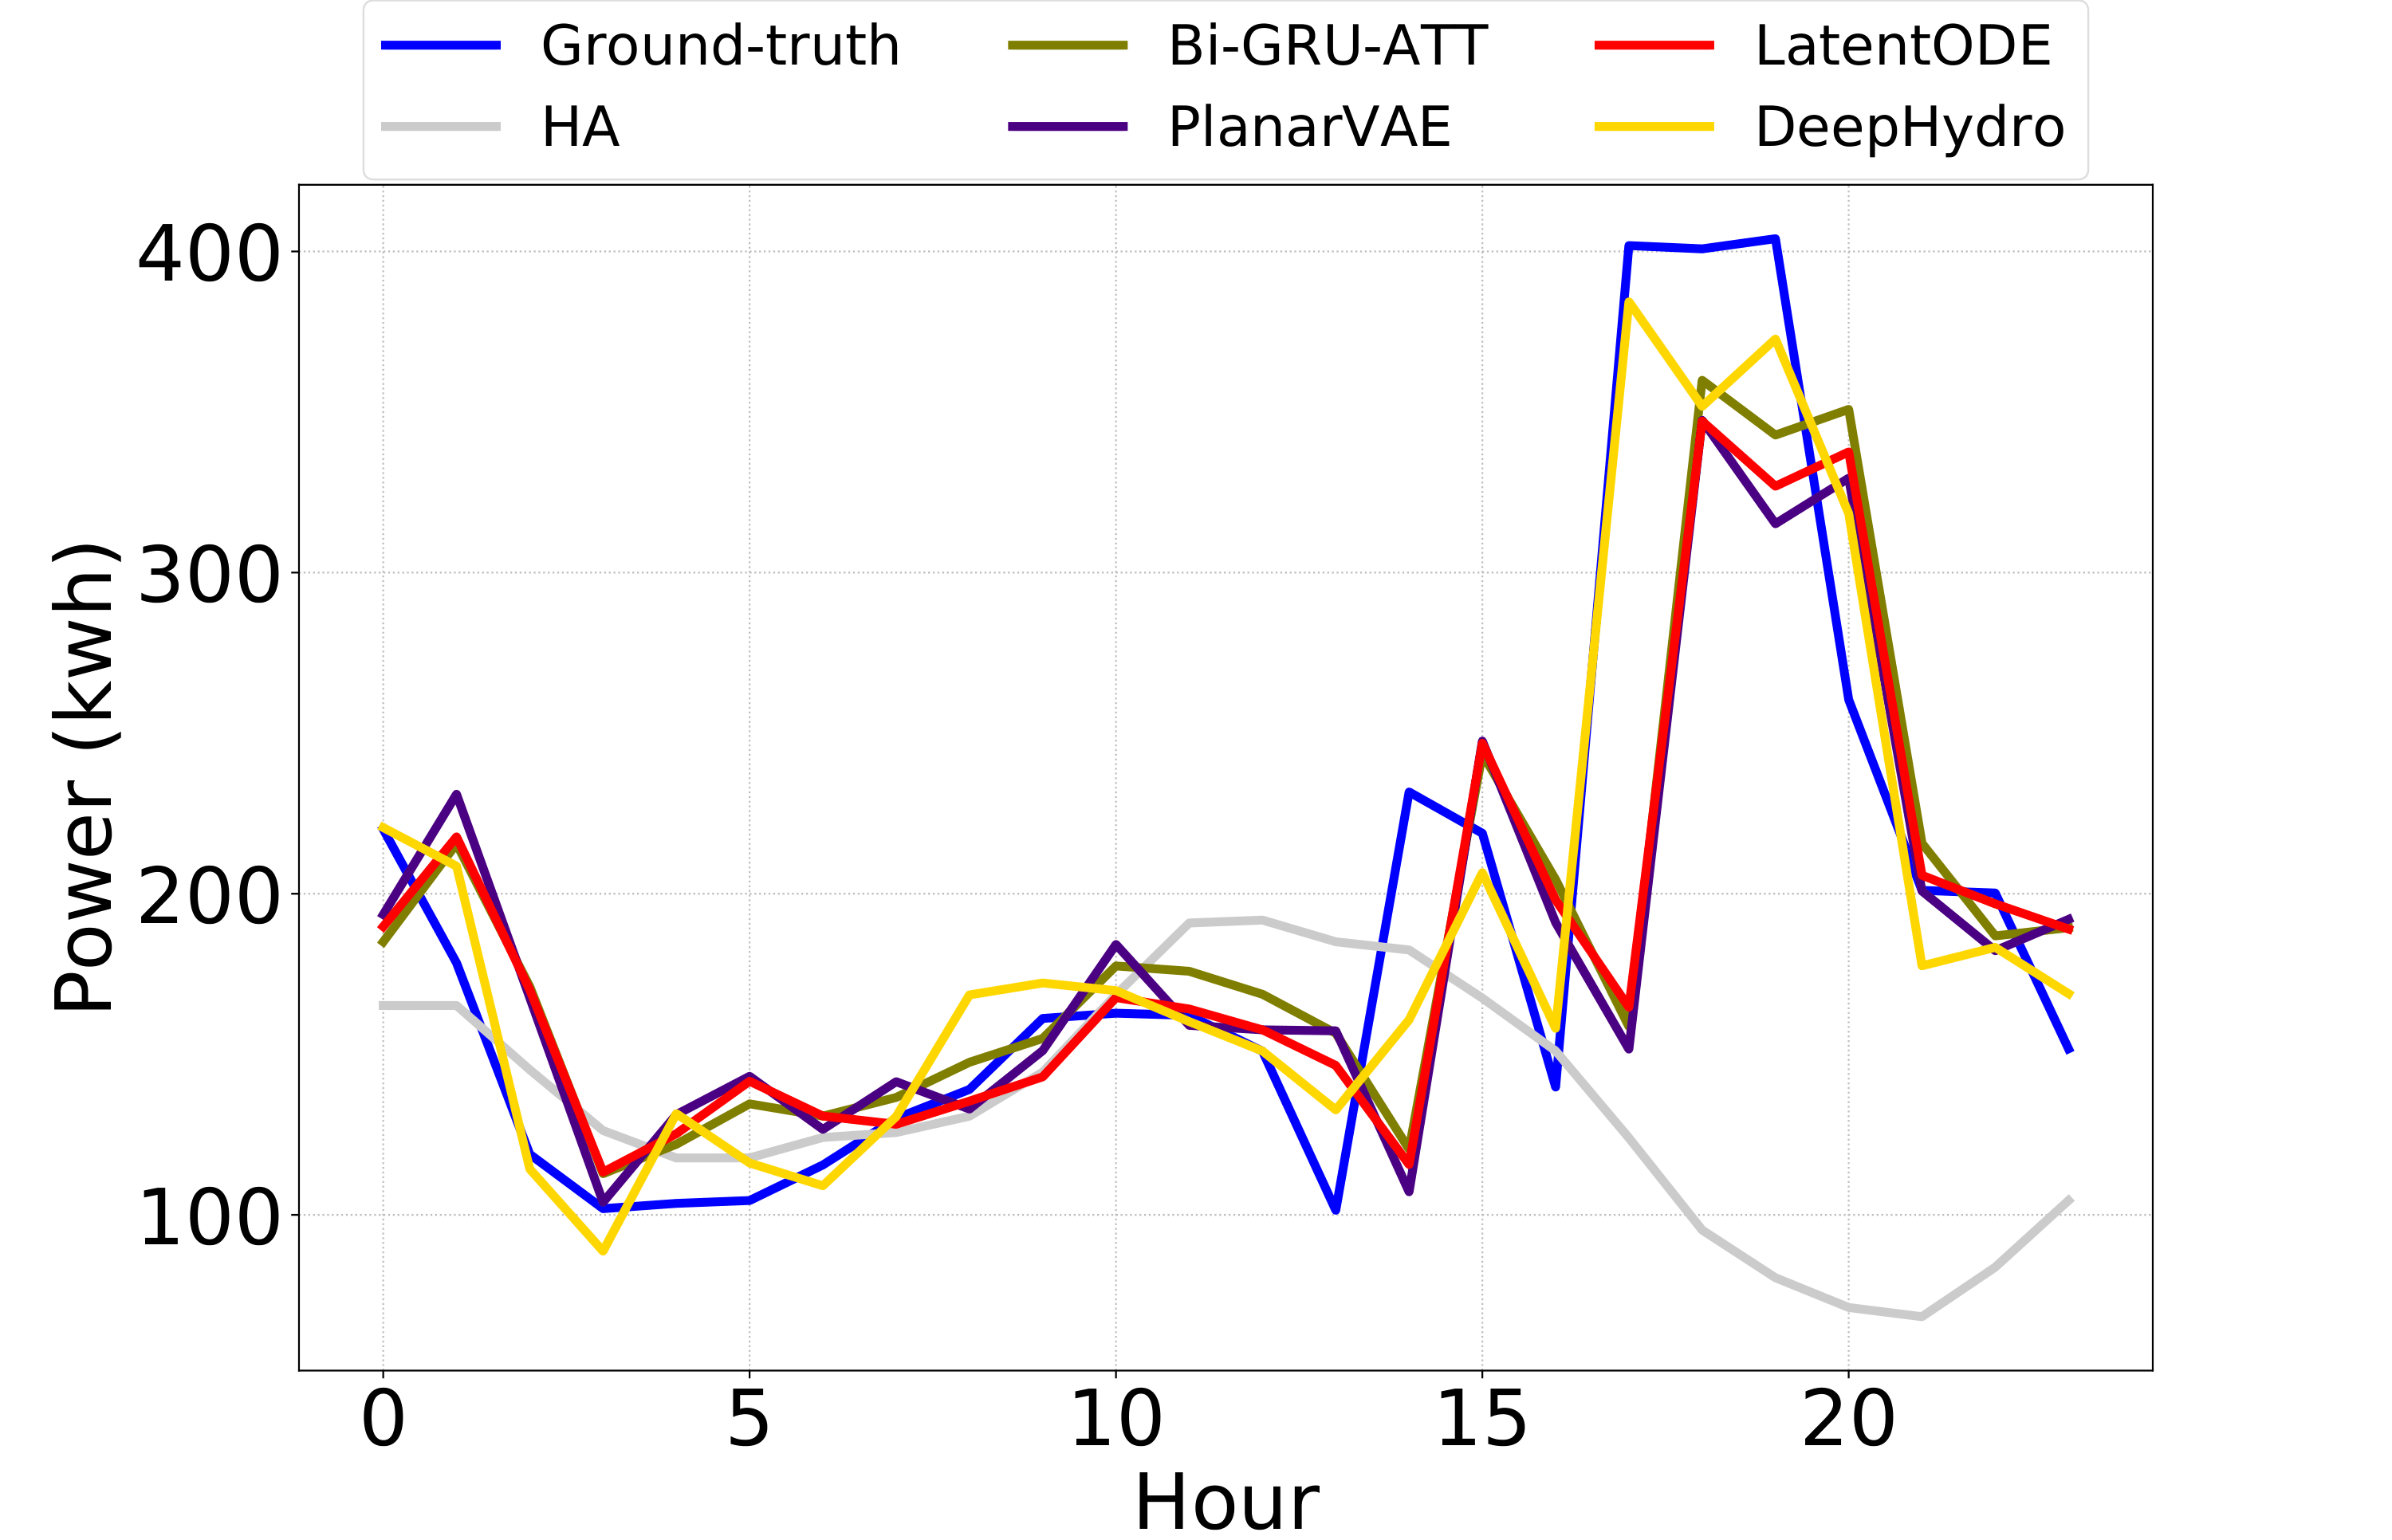 Ground-truth Bi-GRU-ATT LatentODE
HA PlanarVAE DeepHydro
400
300
200
100
Power (kwh)
0 5 10 15 20
Hour